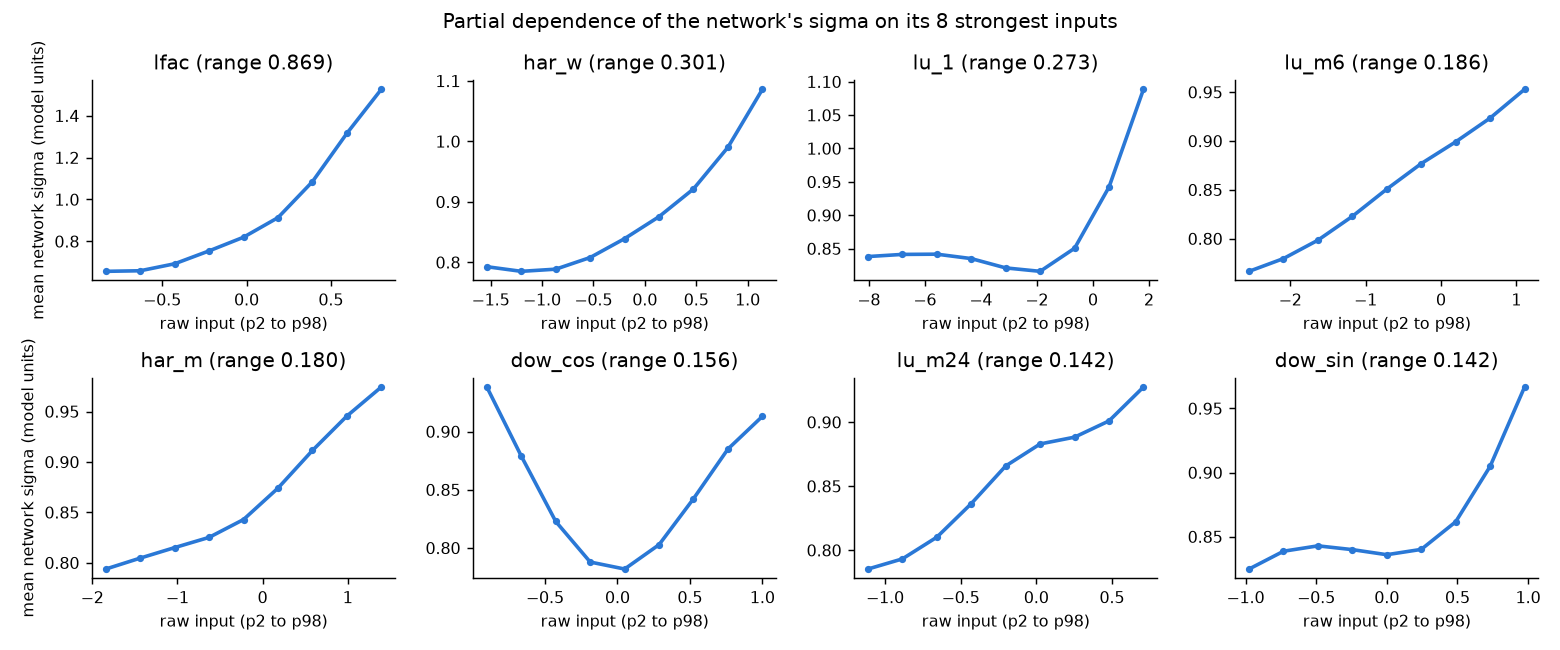 Partial dependence of the network's sigma on its 8 strongest inputs
lfac (range 0.869)
mean network sigma (model units)
1.4
1.2
1.0
0.8
−0.5 0.0 0.5
raw input (p2 to p98)
har_w (range 0.301)
1.1
1.0
0.9
0.8
−1.5 −1.0 −0.5 0.0 0.5 1.0
raw input (p2 to p98)
lu_1 (range 0.273)
1.10
1.05
1.00
0.95
0.90
0.85
−8 −6 −4 −2 0 2
raw input (p2 to p98)
lu_m6 (range 0.186)
0.95
0.90
0.85
0.80
−2 −1 0 1
raw input (p2 to p98)
har_m (range 0.180)
mean network sigma (model units)
0.95
0.90
0.85
0.80
−2 −1 0 1
raw input (p2 to p98)
dow_cos (range 0.156)
0.90
0.85
0.80
−0.5 0.0 0.5 1.0
raw input (p2 to p98)
lu_m24 (range 0.142)
0.90
0.85
0.80
−1.0 −0.5 0.0 0.5
raw input (p2 to p98)
dow_sin (range 0.142)
0.95
0.90
0.85
−1.0 −0.5 0.0 0.5 1.0
raw input (p2 to p98)